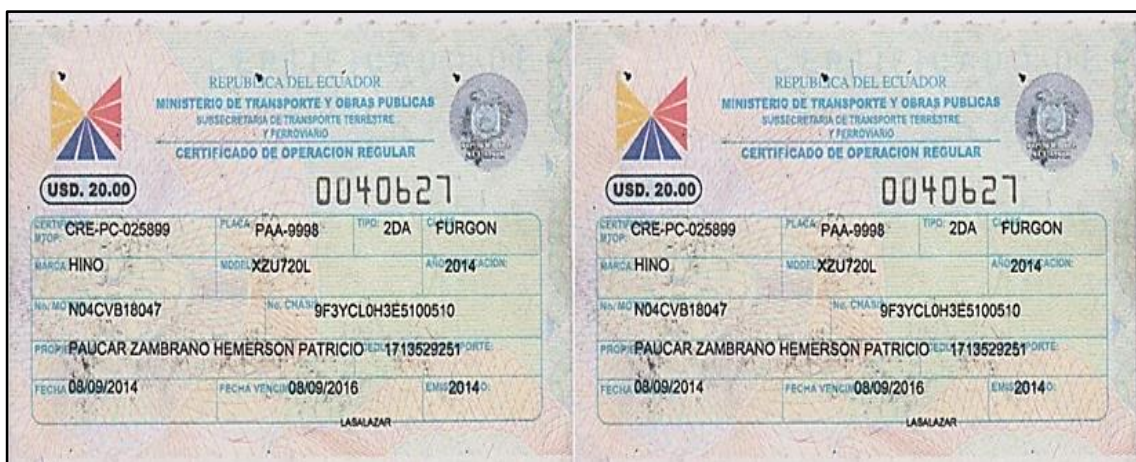 REPUBLICA DEL ECUADOR
MINISTERIO DE TRANSPORTE Y OBRAS PUBLICAS
SUBSECRETARIA DE TRANSPORTE TERRESTRE
Y FERROVIARIO
CERTIFICADO DE OPERACION REGULAR
USD. 20.00
0040627
MTOP: CRE-PC-025899 PLACA: PAA-9998 TIPO: 2DA FURGON
MARCA: HINO XZU720L 2014
N04CVB18047 No. CHASIS 9F3YCL0H3E5100510
PAUCAR ZAMBRANO HEMERSON PATRICIO 1713529251
FECHA 08/09/2014 FECHA 08/09/2016 2014
LASALAZAR
REPUBLICA DEL ECUADOR
MINISTERIO DE TRANSPORTE Y OBRAS PUBLICAS
SUBSECRETARIA DE TRANSPORTE TERRESTRE
Y FERROVIARIO
CERTIFICADO DE OPERACION REGULAR
USD. 20.00
0040627
MTOP: CRE-PC-025899 PLACA: PAA-9998 TIPO: 2DA FURGON
MARCA: HINO XZU720L 2014
N04CVB18047 No. CHASIS 9F3YCL0H3E5100510
PAUCAR ZAMBRANO HEMERSON PATRICIO 1713529251
FECHA 08/09/2014 FECHA 08/09/2016 2014
LASALAZAR